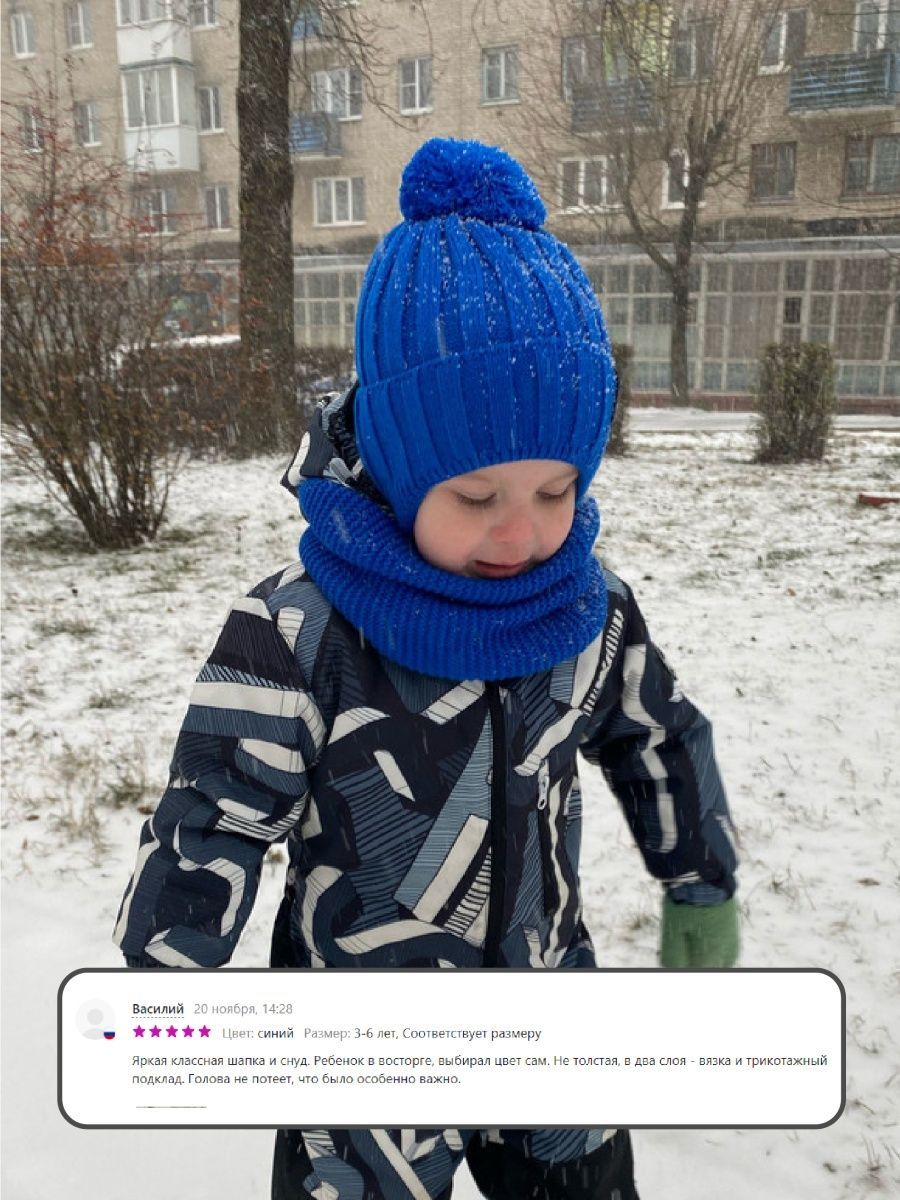 Василий 20 ноября, 14:28
Цвет: синий Размер: 3-6 лет, Соответствует размеру
Яркая классная шапка и снуд. Ребенок в восторге, выбирал цвет сам. Не толстая, в два слоя - вязка и трикотажный
подклад. Голова не потеет, что было особенно важно.